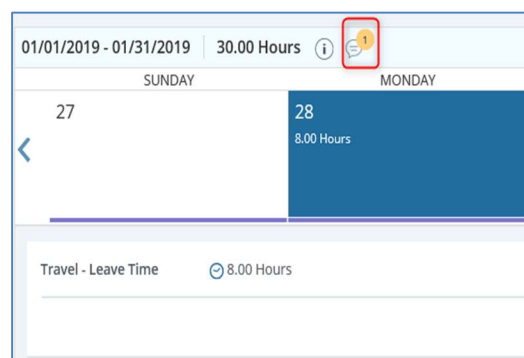 01/01/2019 - 01/31/2019 30.00 Hours i 1
SUNDAY MONDAY
27 28
8.00 Hours
Travel - Leave Time 8.00 Hours